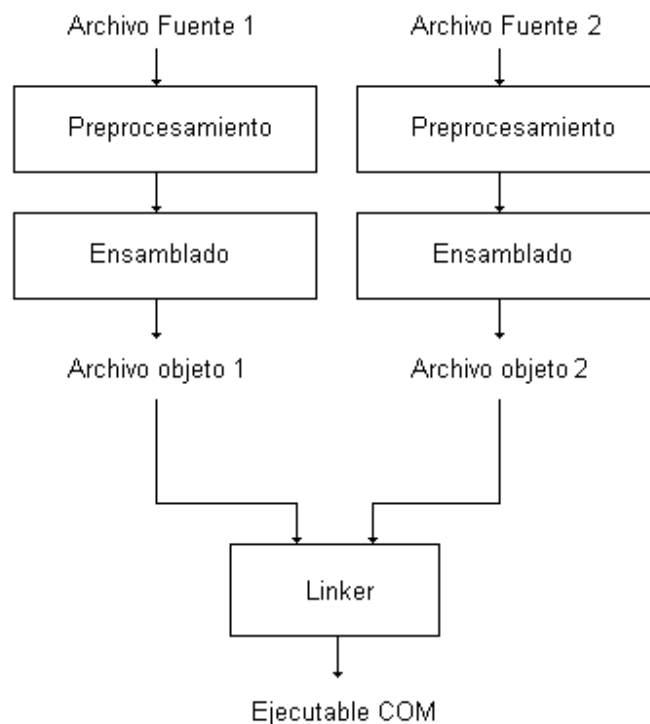 Archivo Fuente 1
Archivo Fuente 2
Preprocesamiento
Preprocesamiento
Ensamblado
Ensamblado
Archivo objeto 1
Archivo objeto 2
Linker
Ejecutable COM